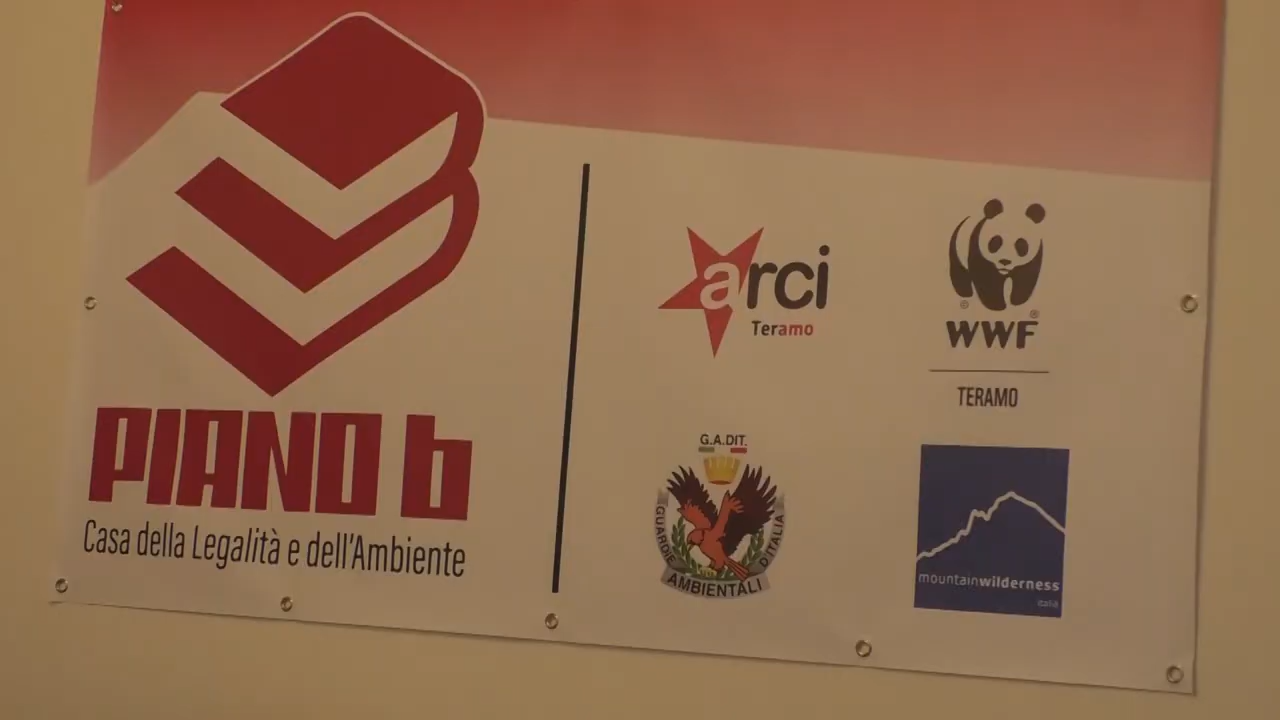 PIANO b
Casa della Legalità e dell'Ambiente
arci
Teramo
WWF
TERAMO
G.A.DIT.
GUARDIE AMBIENTALI D'ITALIA
mountainwilderness
italia